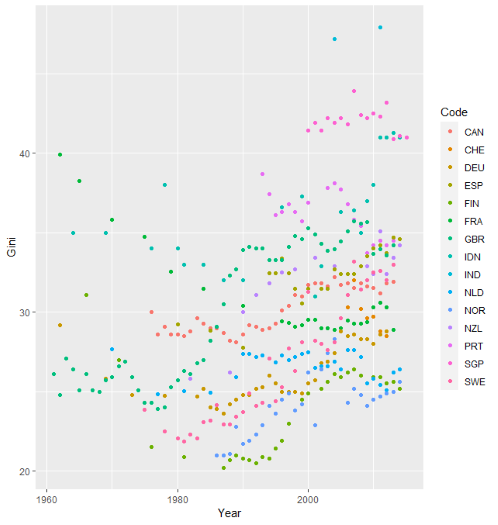 Gini
40
30
20
1960
1980
2000
Year
Code
CAN
CHE
DEU
ESP
FIN
FRA
GBR
IDN
IND
NLD
NOR
NZL
PRT
SGP
SWE